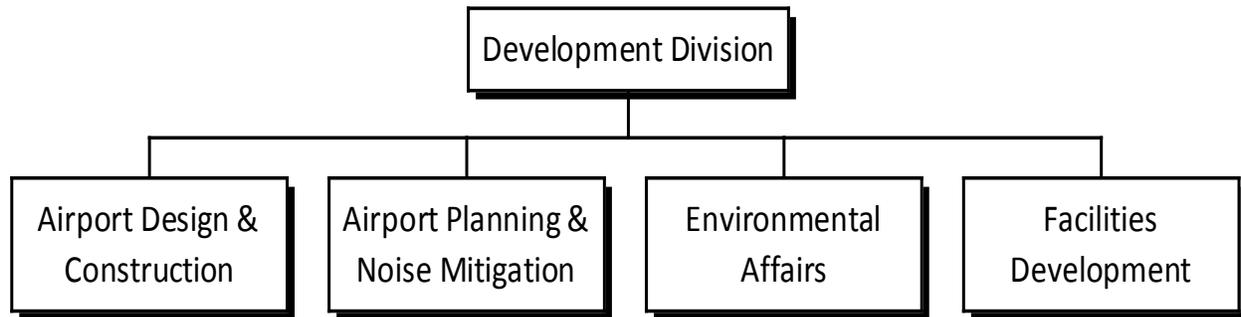 Development Division
Airport Design &
Construction
Airport Planning &
Noise Mitigation
Environmental
Affairs
Facilities
Development